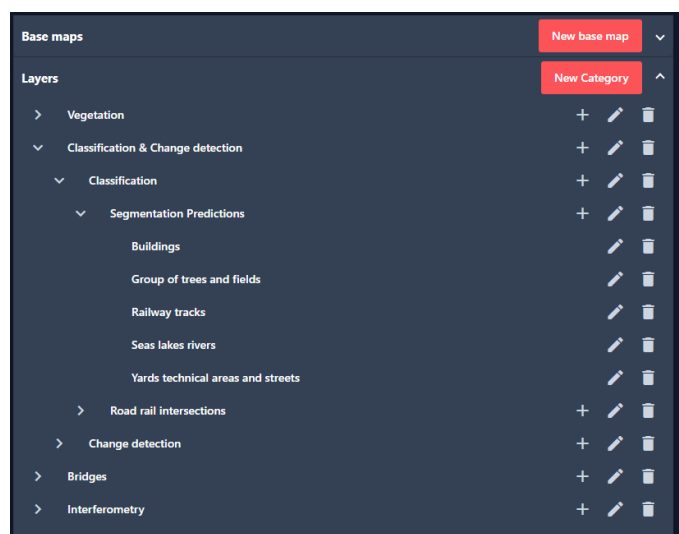 Base maps New base map
Layers New Category
Vegetation
Classification & Change detection
Classification
Segmentation Predictions
Buildings
Group of trees and fields
Railway tracks
Seas lakes rivers
Yards technical areas and streets
Road rail intersections
Change detection
Bridges
Interferometry